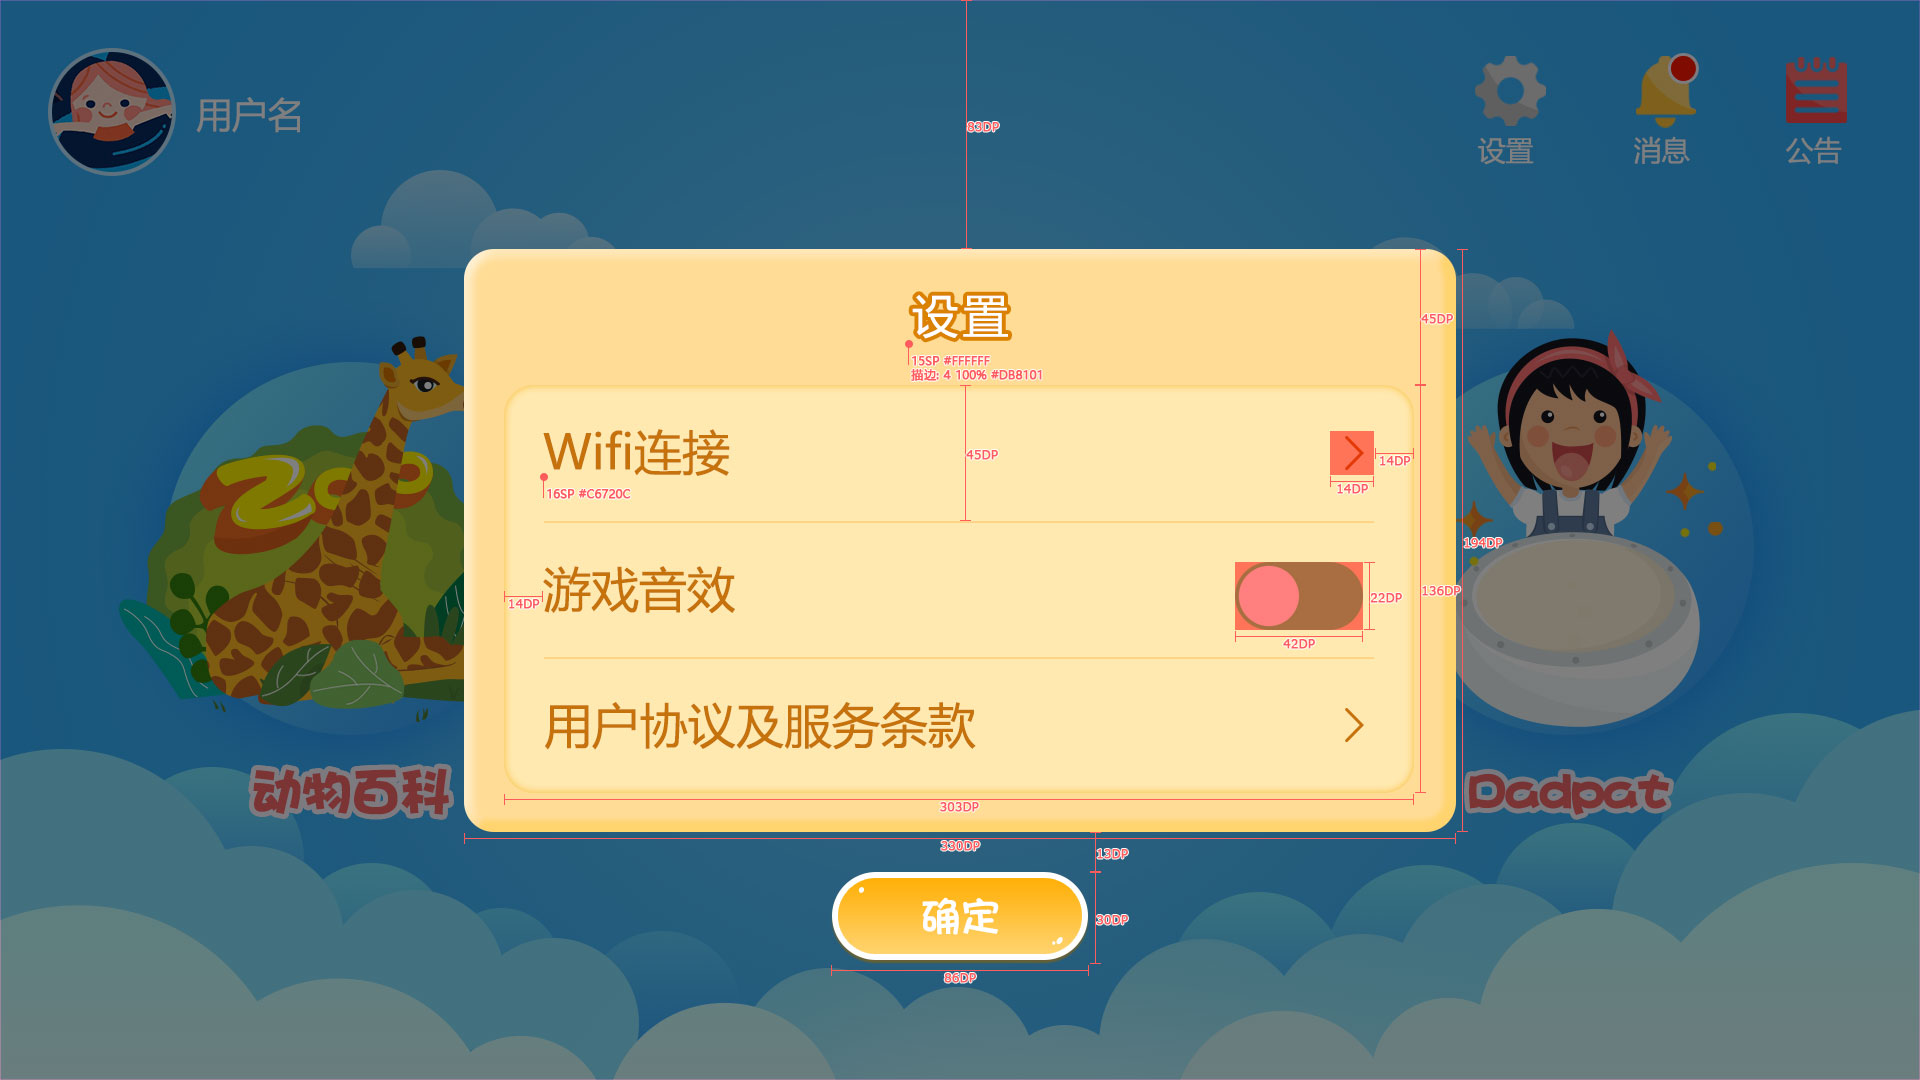 83DP
用户名
设置
消息
公告
设置
45DP
15SP #FFFFFF
描边: 4 100% #DB8101
Wifi连接
45DP
14DP
14DP
16SP #C6720C
194DP
Zoo
游戏音效
14DP
22DP
136DP
42DP
用户协议及服务条款
动物百科
Dadpat
303DP
330DP
13DP
确定
30DP
86DP